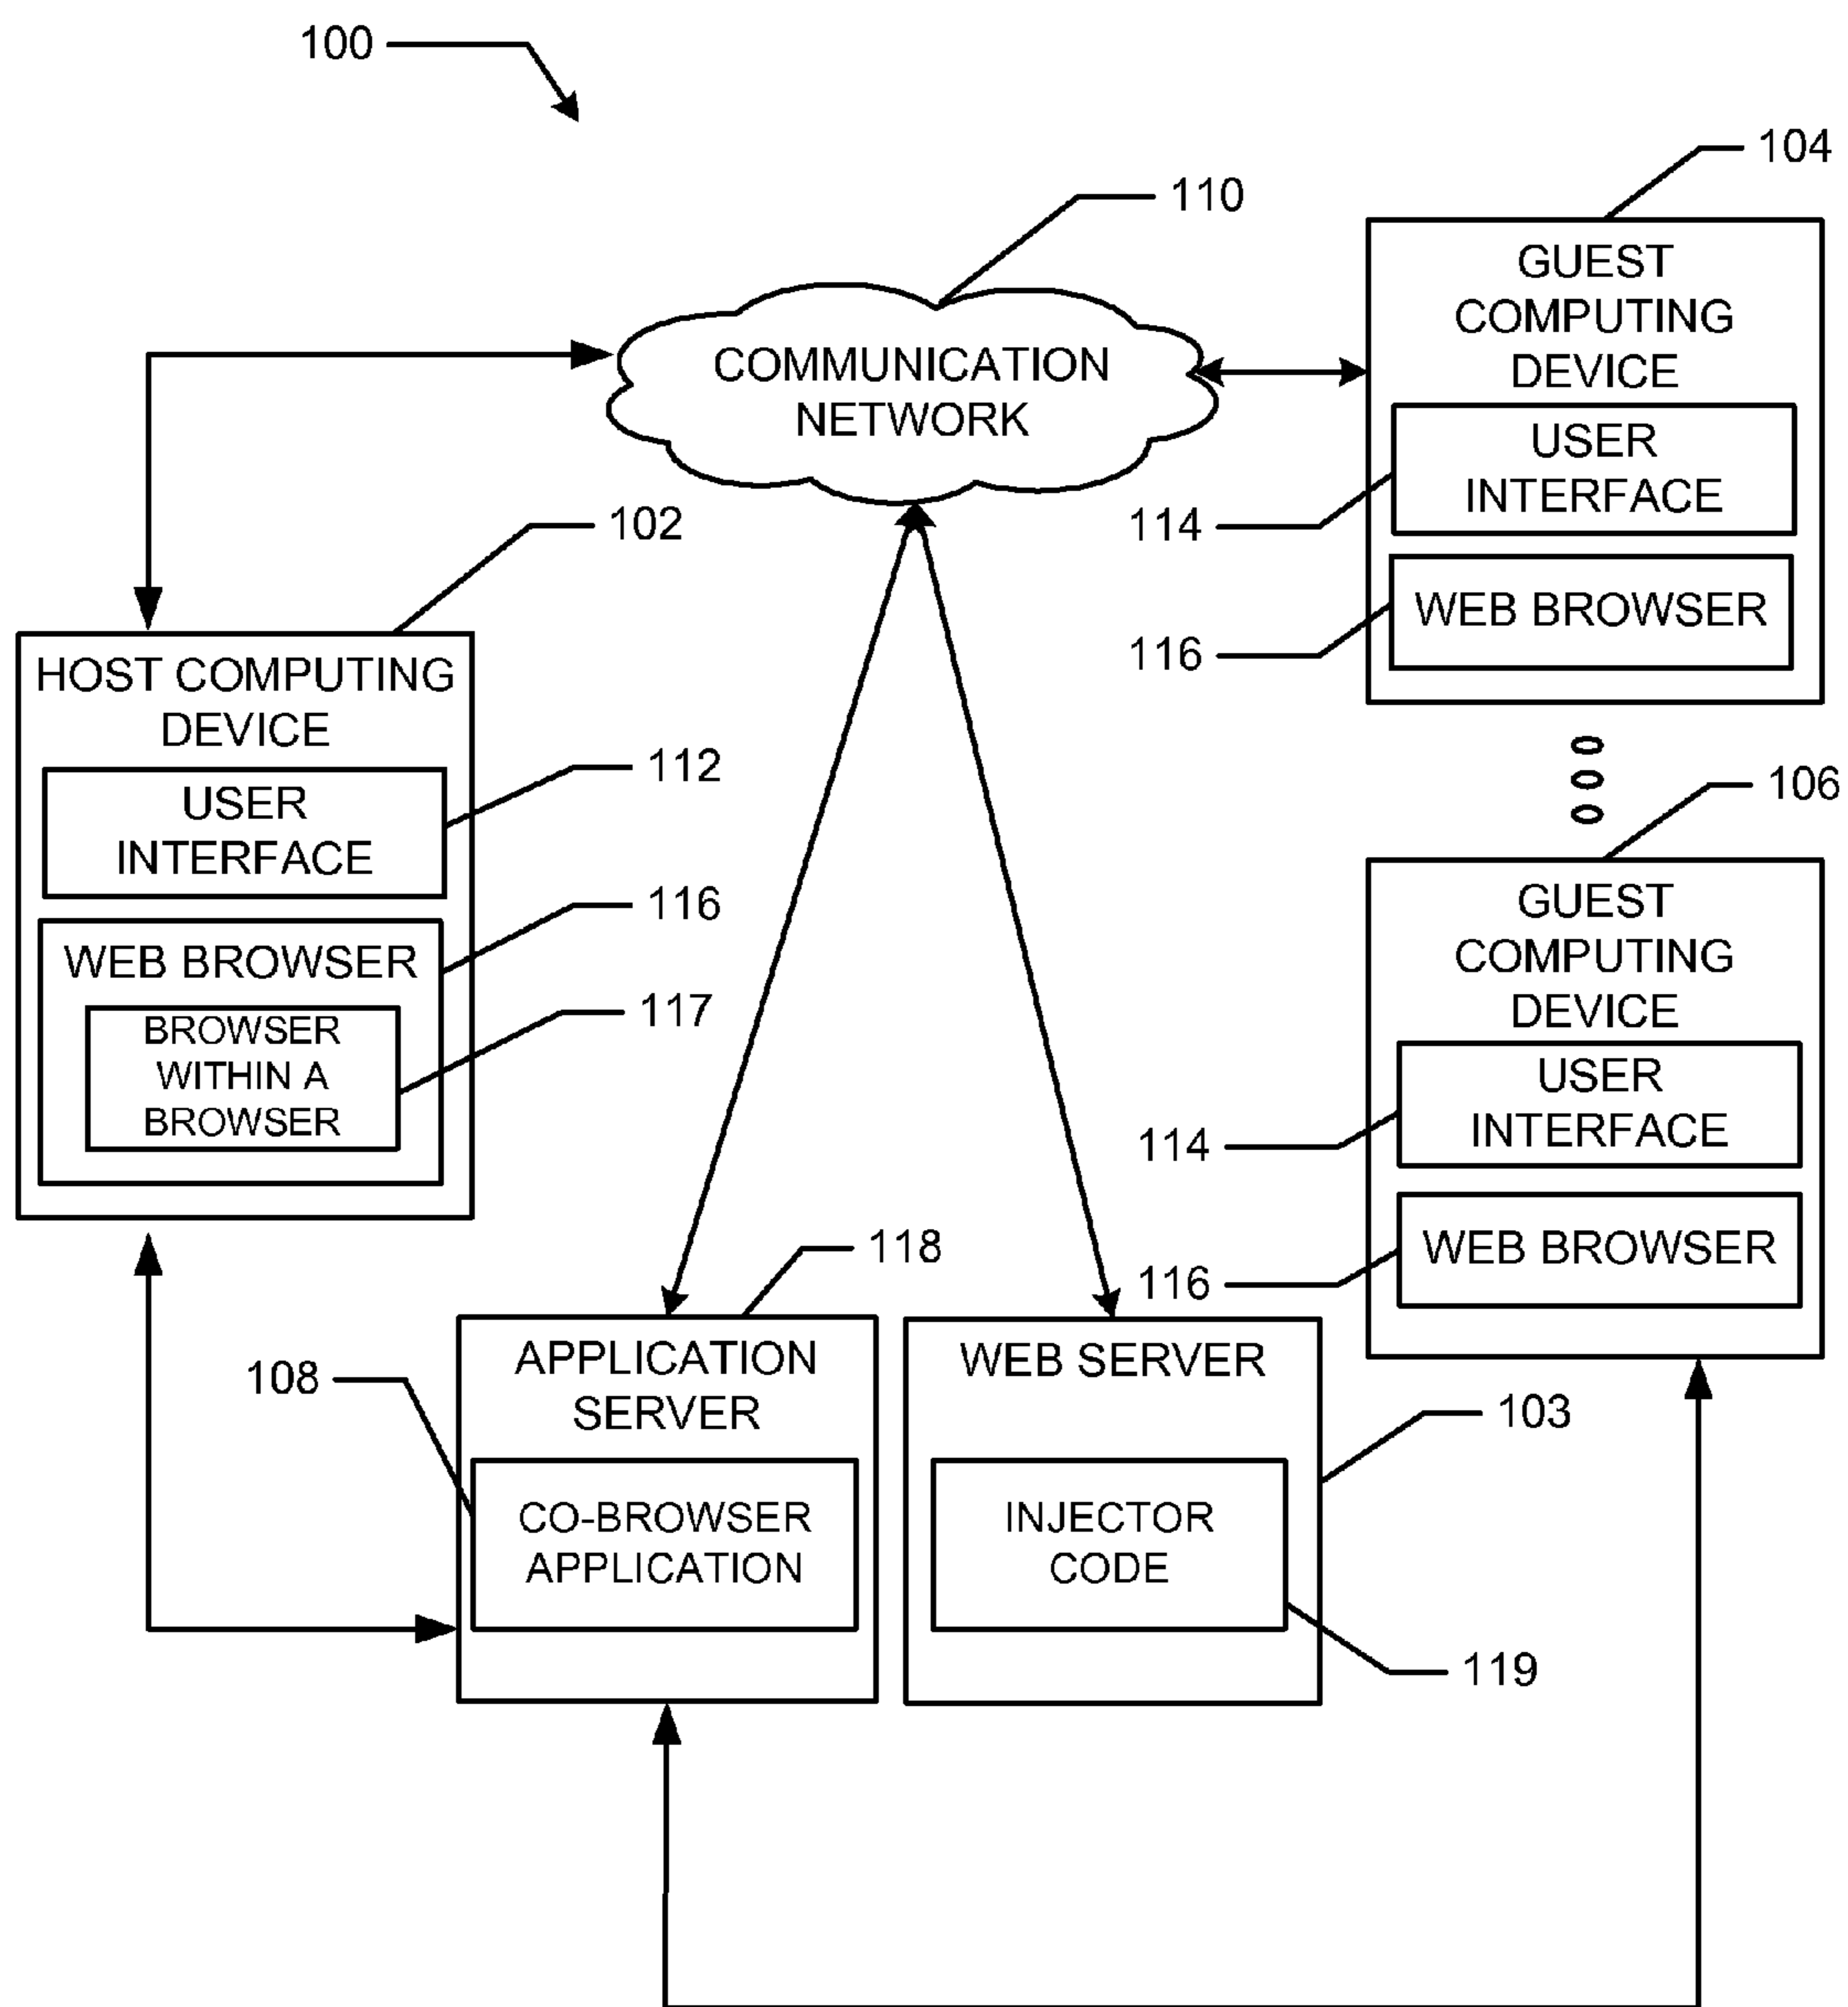 100
104
110
GUEST
COMPUTING
DEVICE
COMMUNICATION
NETWORK
USER
INTERFACE
114
102
WEB BROWSER
116
HOST COMPUTING
DEVICE
112
USER
INTERFACE
106
116
GUEST
COMPUTING
DEVICE
WEB BROWSER
117
BROWSER
WITHIN A
BROWSER
USER
INTERFACE
114
118
WEB BROWSER
116
APPLICATION
SERVER
108
WEB SERVER
103
CO-BROWSER
APPLICATION
INJECTOR
CODE
119